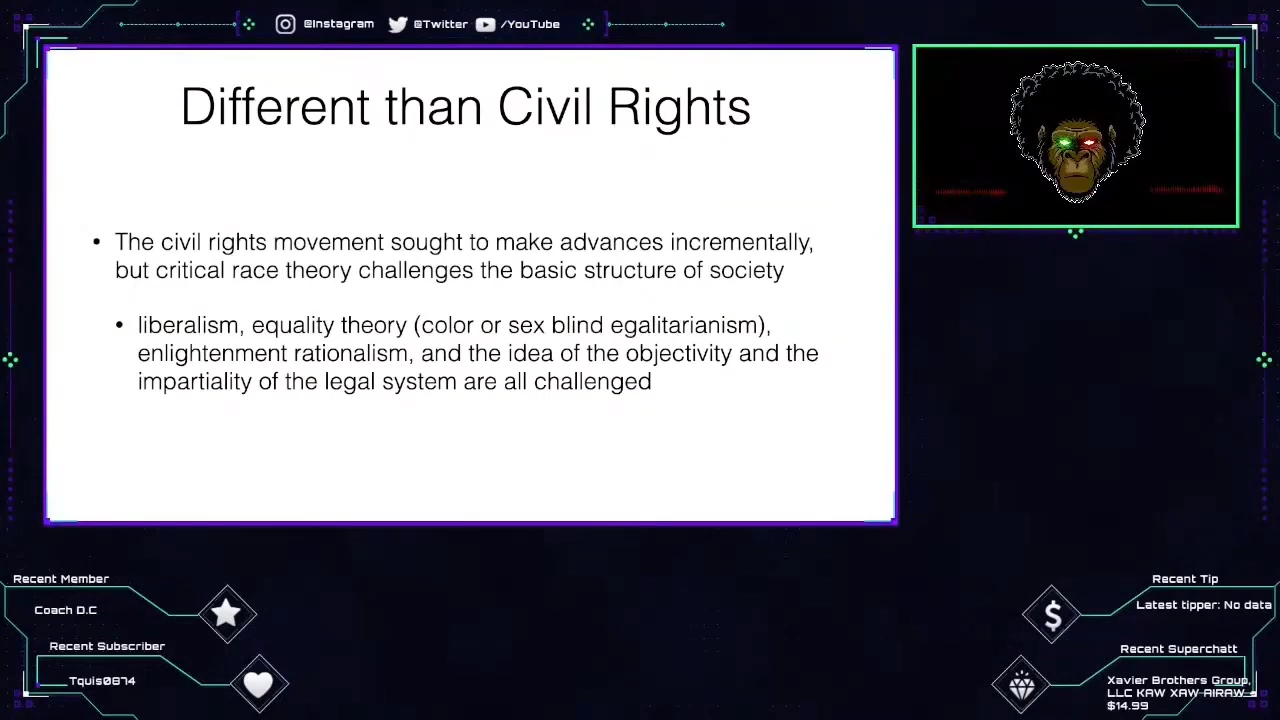 @Instagram @Twitter /YouTube
Different than Civil Rights
• The civil rights movement sought to make advances incrementally,
but critical race theory challenges the basic structure of society
• liberalism, equality theory (color or sex blind egalitarianism),
enlightenment rationalism, and the idea of the objectivity and the
impartiality of the legal system are all challenged
Recent Member
Coach D.C
Recent Subscriber
Tquis0874
Recent Tip
Latest tipper: No data
Recent Superchatt
Xavier Brothers Group,
LLC KAW XAW AIRAW -
$14.99